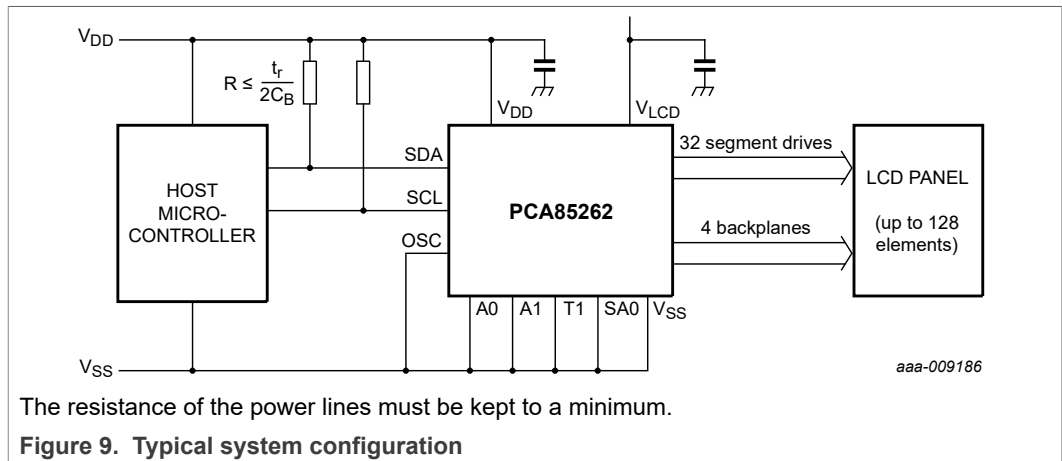 VDD
R ≤ tr
2CB
VDD
VLCD
HOST
MICRO-
CONTROLLER
SDA
SCL
OSC
PCA85262
32 segment drives
4 backplanes
LCD PANEL
(up to 128
elements)
A0 A1 T1 SA0 VSS
VSS
aaa-009186
The resistance of the power lines must be kept to a minimum.
Figure 9. Typical system configuration